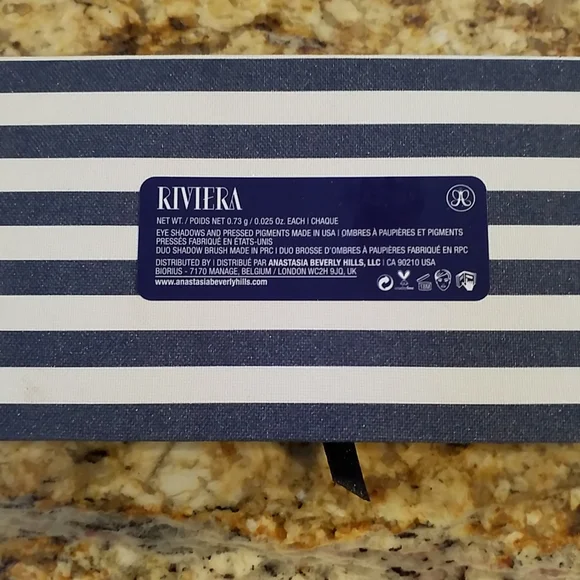 RIVIERA
NET WT. / POIDS NET 0.73 g / 0.025 Oz. EACH | CHAQUE
EYE SHADOWS AND PRESSED PIGMENTS MADE IN USA | OMBRES À PAUPIÈRES ET PIGMENTS
PRESSÉS FABRIQUÉ EN ÉTATS-UNIS
DUO SHADOW BRUSH MADE IN PRC | DUO BROSSE D'OMBRES À PAUPIÈRES FABRIQUÉ EN RPC
DISTRIBUTED BY | DISTRIBUÉ PAR ANASTASIA BEVERLY HILLS, LLC | CA 90210 USA
BIORIUS - 7170 MANAGE, BELGIUM / LONDON WC2H 9JQ, UK
www.anastasiabeverlyhills.com